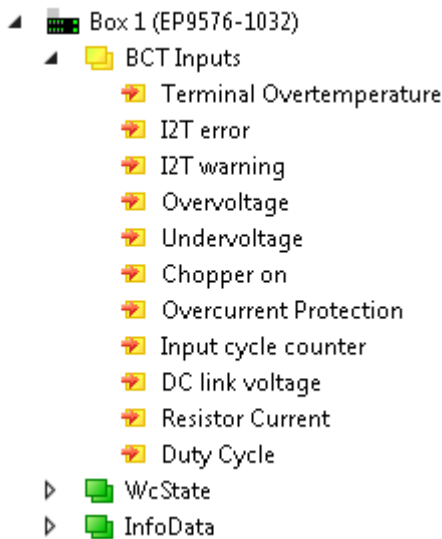 Box 1 (EP9576-1032)
BCT Inputs
Terminal Overtemperature
I2T error
I2T warning
Overvoltage
Undervoltage
Chopper on
Overcurrent Protection
Input cycle counter
DC link voltage
Resistor Current
Duty Cycle
WcState
InfoData